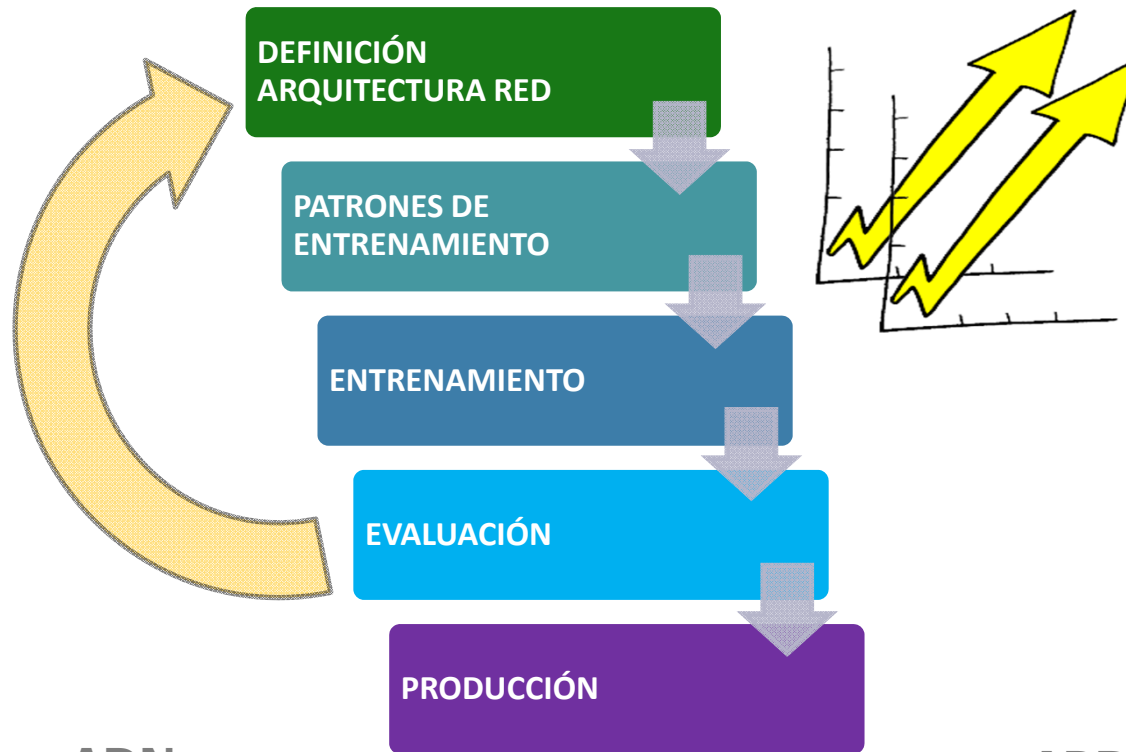 DEFINICIÓN
ARQUITECTURA RED
PATRONES DE
ENTRENAMIENTO
ENTRENAMIENTO
EVALUACIÓN
PRODUCCIÓN